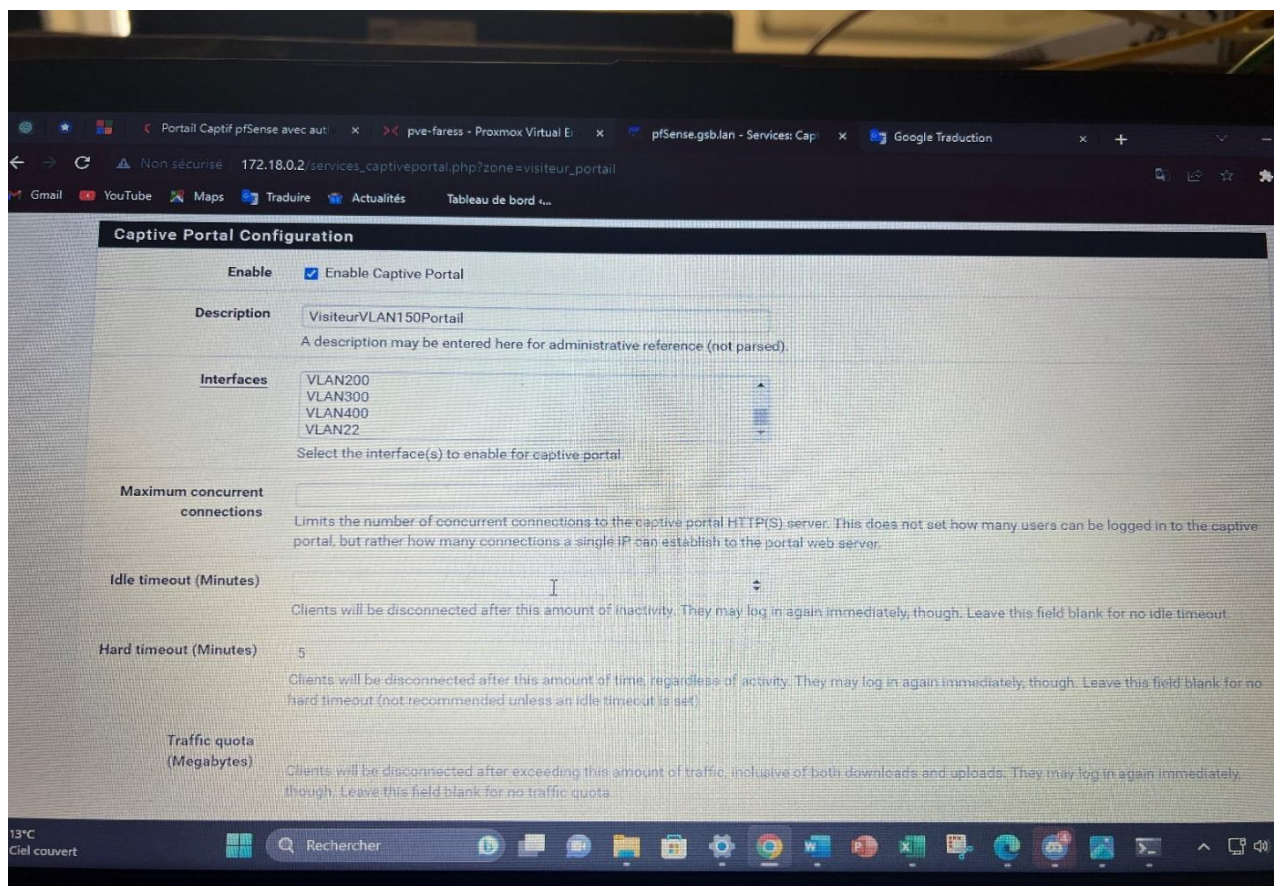 Portail Captif pfSense avec aut
pve-faress - Proxmox Virtual E
pfSense.gsb.lan - Services: Cap
Google Traduction
Non sécurisé 172.18.0.2/services_captiveportal.php?zone=visiteur_portail
Gmail YouTube Maps Traduire Actualités Tableau de bord
Captive Portal Configuration
Enable Enable Captive Portal
Description VisiteurVLAN150Portail
A description may be entered here for administrative reference (not parsed).
Interfaces VLAN200
VLAN300
VLAN400
VLAN22
Select the interface(s) to enable for captive portal.
Maximum concurrent
connections
Limits the number of concurrent connections to the captive portal HTTP(S) server. This does not set how many users can be logged in to the captive
portal, but rather how many connections a single IP can establish to the portal web server.
Idle timeout (Minutes)
Clients will be disconnected after this amount of inactivity. They may log in again immediately, though. Leave this field blank for no idle timeout.
Hard timeout (Minutes) 5
Clients will be disconnected after this amount of time, regardless of activity. They may log in again immediately, though. Leave this field blank for no
hard timeout (not recommended unless an idle timeout is set).
Traffic quota
(Megabytes)
Clients will be disconnected after exceeding this amount of traffic, inclusive of both downloads and uploads. They may log in again immediately,
though. Leave this field blank for no traffic quota.
13°C
Ciel couvert
Rechercher